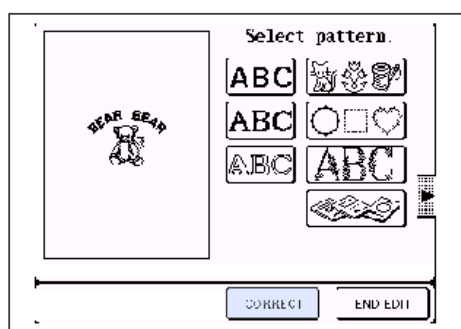 Select pattern.
ABC
BEAR BEAR
ABC
ABC
ABC
CORRECT
END EDIT